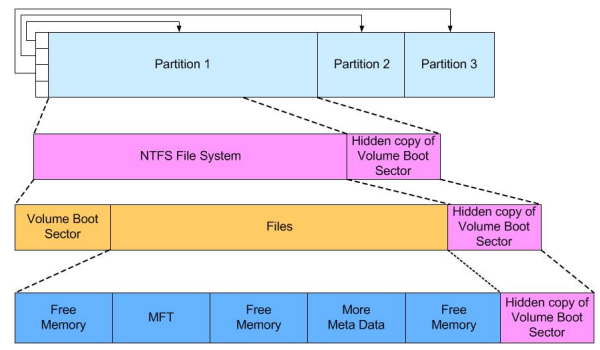 Partition 1
Partition 2
Partition 3
NTFS File System
Hidden copy of
Volume Boot
Sector
Volume Boot
Sector
Files
Hidden copy of
Volume Boot
Sector
Free
Memory
MFT
Free
Memory
More
Meta Data
Free
Memory
Hidden copy of
Volume Boot
Sector